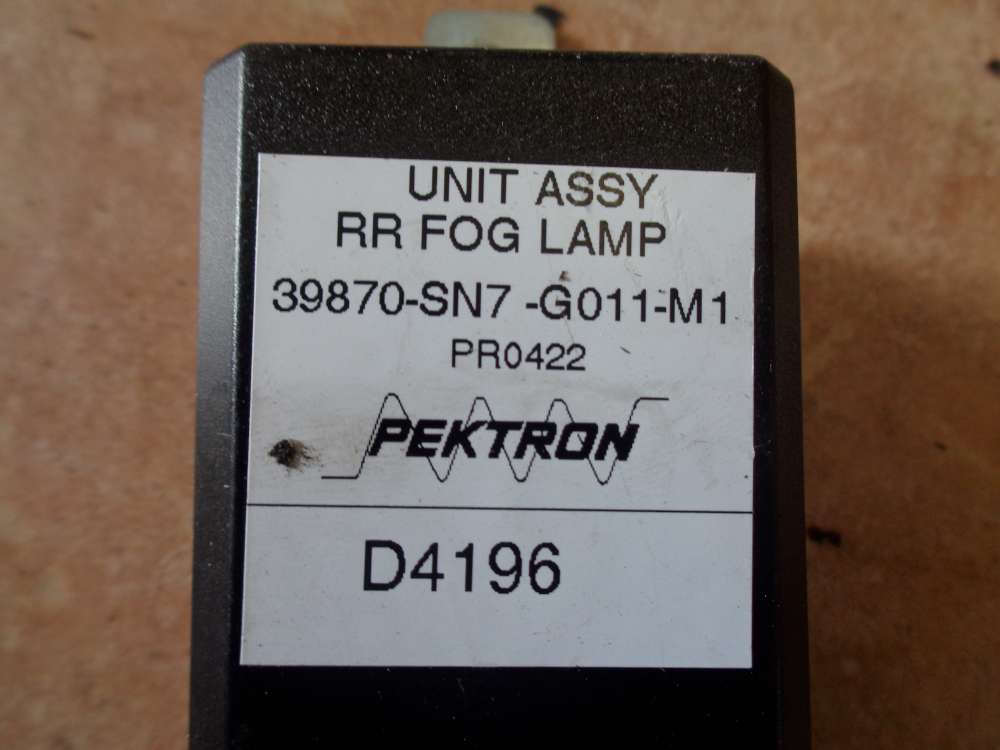 UNIT ASSY
RR FOG LAMP
39870-SN7 -G011-M1
PR0422
PEKTRON
D4196